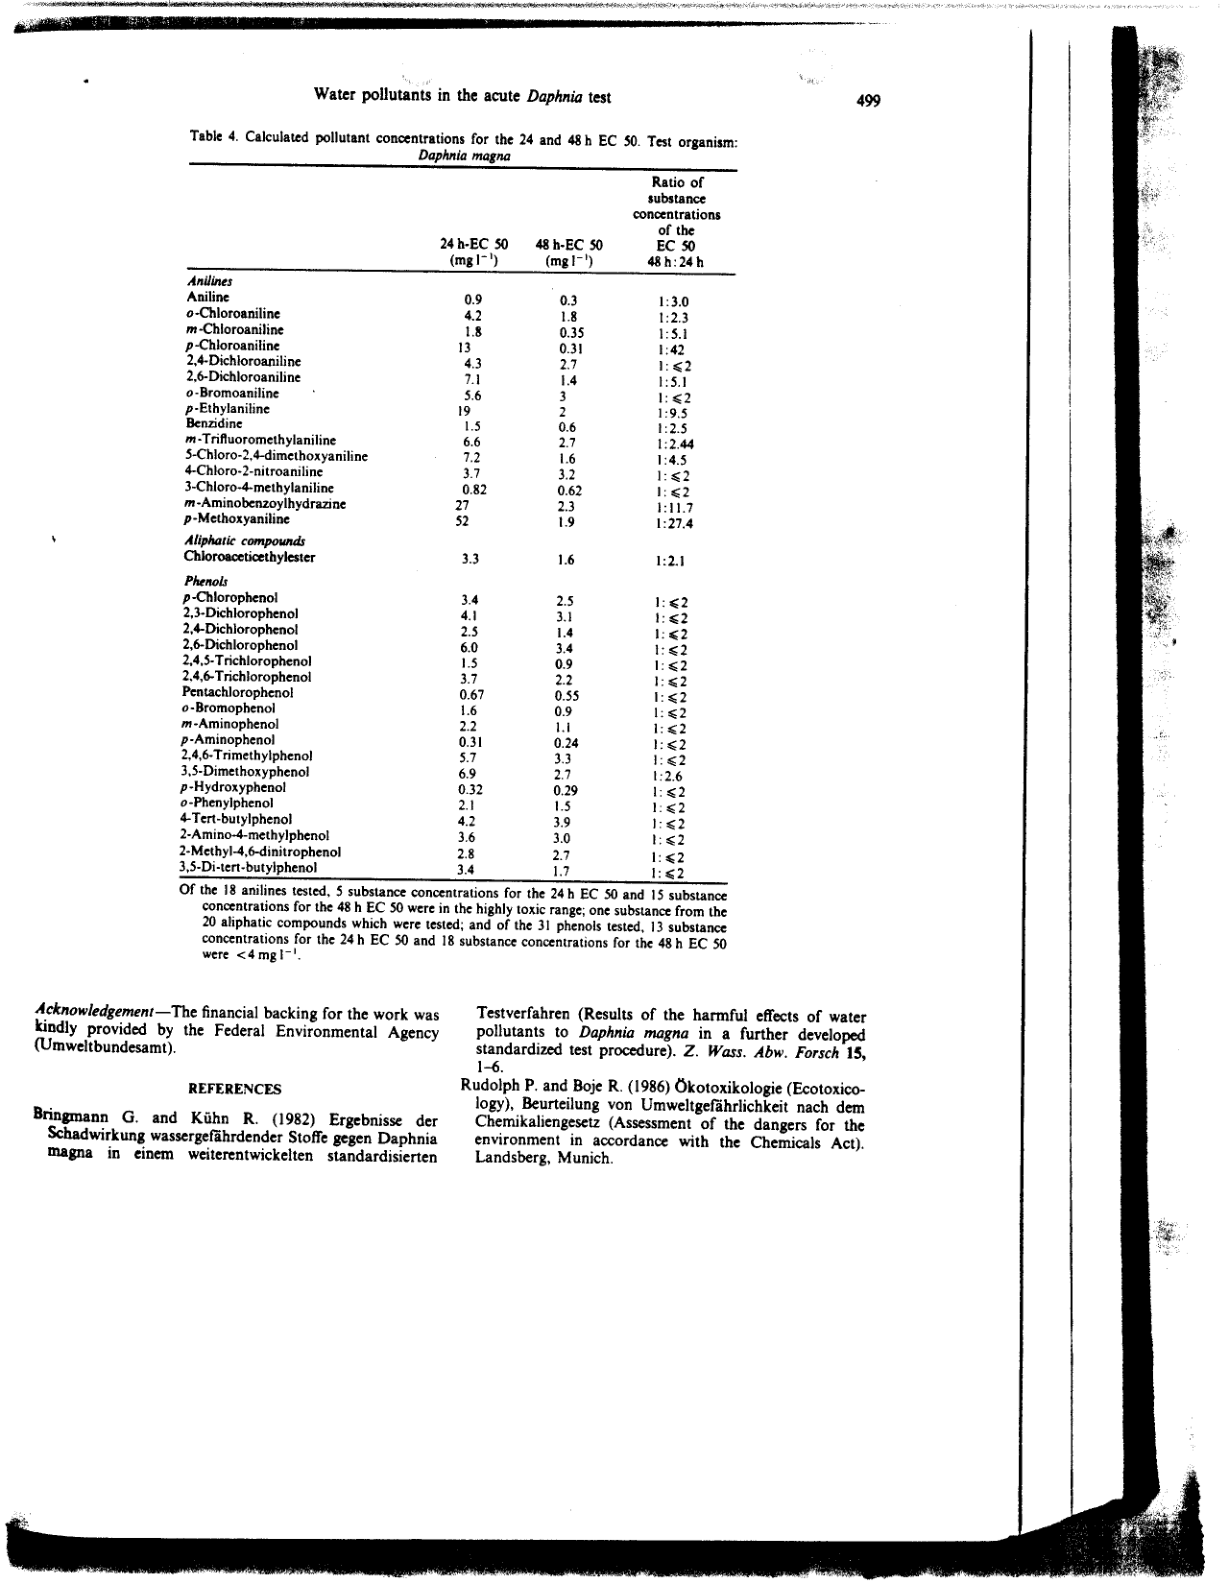 Water pollutants in the acute Daphnia test
499
Table 4. Calculated pollutant concentrations for the 24 and 48 h EC 50. Test organism:
Daphnia magna
Ratio of
substance
concentrations
of the
24 h-EC 50 48 h-EC 50 EC 50
(mg l⁻¹) (mg l⁻¹) 48 h:24 h
Anilines
Aniline 0.9 0.3 1:3.0
o-Chloroaniline 4.2 1.8 1:2.3
m-Chloroaniline 1.8 0.35 1:5.1
p-Chloroaniline 13 0.31 1:42
2,4-Dichloroaniline 4.3 2.7 1:⩽2
2,6-Dichloroaniline 7.1 1.4 1:5.1
o-Bromoaniline 5.6 3 1:⩽2
p-Ethylaniline 19 2 1:9.5
Benzidine 1.5 0.6 1:2.5
m-Trifluoromethylaniline 6.6 2.7 1:2.44
5-Chloro-2,4-dimethoxyaniline 7.2 1.6 1:4.5
4-Chloro-2-nitroaniline 3.7 3.2 1:⩽2
3-Chloro-4-methylaniline 0.82 0.62 1:⩽2
m-Aminobenzoylhydrazine 27 2.3 1:11.7
p-Methoxyaniline 52 1.9 1:27.4
Aliphatic compounds
Chloroaceticethylester 3.3 1.6 1:2.1
Phenols
p-Chlorophenol 3.4 2.5 1:⩽2
2,3-Dichlorophenol 4.1 3.1 1:⩽2
2,4-Dichlorophenol 2.5 1.4 1:⩽2
2,6-Dichlorophenol 6.0 3.4 1:⩽2
2,4,5-Trichlorophenol 1.5 0.9 1:⩽2
2,4,6-Trichlorophenol 3.7 2.2 1:⩽2
Pentachlorophenol 0.67 0.55 1:⩽2
o-Bromophenol 1.6 0.9 1:⩽2
m-Aminophenol 2.2 1.1 1:⩽2
p-Aminophenol 0.31 0.24 1:⩽2
2,4,6-Trimethylphenol 5.7 3.3 1:⩽2
3,5-Dimethoxyphenol 6.9 2.7 1:2.6
p-Hydroxyphenol 0.32 0.29 1:⩽2
o-Phenylphenol 2.1 1.5 1:⩽2
4-Tert-butylphenol 4.2 3.9 1:⩽2
2-Amino-4-methylphenol 3.6 3.0 1:⩽2
2-Methyl-4,6-dinitrophenol 2.8 2.7 1:⩽2
3,5-Di-tert-butylphenol 3.4 1.7 1:⩽2
Of the 18 anilines tested, 5 substance concentrations for the 24 h EC 50 and 15 substance
concentrations for the 48 h EC 50 were in the highly toxic range; one substance from the
20 aliphatic compounds which were tested; and of the 31 phenols tested, 13 substance
concentrations for the 24 h EC 50 and 18 substance concentrations for the 48 h EC 50
were <4 mg l⁻¹.
Acknowledgement—The financial backing for the work was
kindly provided by the Federal Environmental Agency
(Umweltbundesamt).
REFERENCES
Bringmann G. and Kühn R. (1982) Ergebnisse der
Schadwirkung wassergefährdender Stoffe gegen Daphnia
magna in einem weiterentwickelten standardisierten
Testverfahren (Results of the harmful effects of water
pollutants to Daphnia magna in a further developed
standardized test procedure). Z. Wass. Abw. Forsch 15,
1–6.
Rudolph P. and Boje R. (1986) Ökotoxikologie (Ecotoxico-
logy), Beurteilung von Umweltgefährlichkeit nach dem
Chemikaliengesetz (Assessment of the dangers for the
environment in accordance with the Chemicals Act).
Landsberg, Munich.